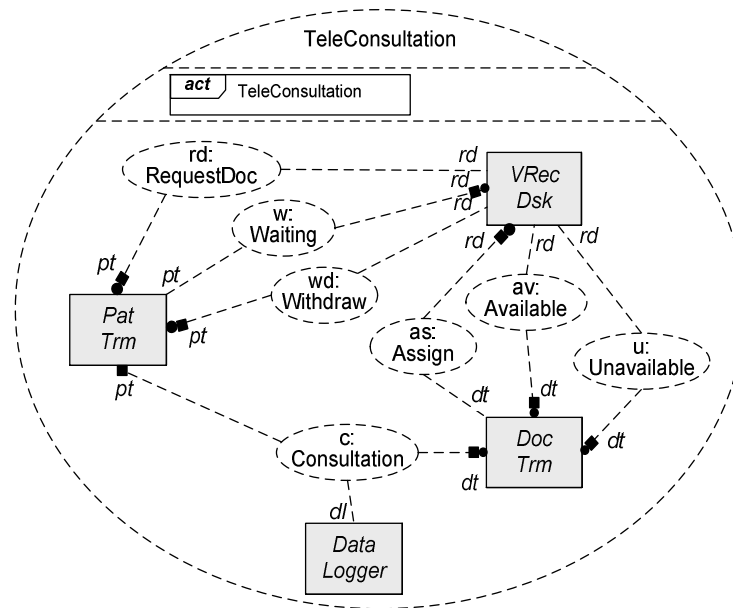 TeleConsultation
act TeleConsultation
rd:
RequestDoc
rd
rd
rd
VRec
Dsk
w:
Waiting
rd
rd
rd
pt
pt
wd:
Withdraw
av:
Available
Pat
Trm
pt
as:
Assign
u:
Unavailable
pt
dt
dt
c:
Consultation
Doc
Trm
dt
dt
dl
Data
Logger